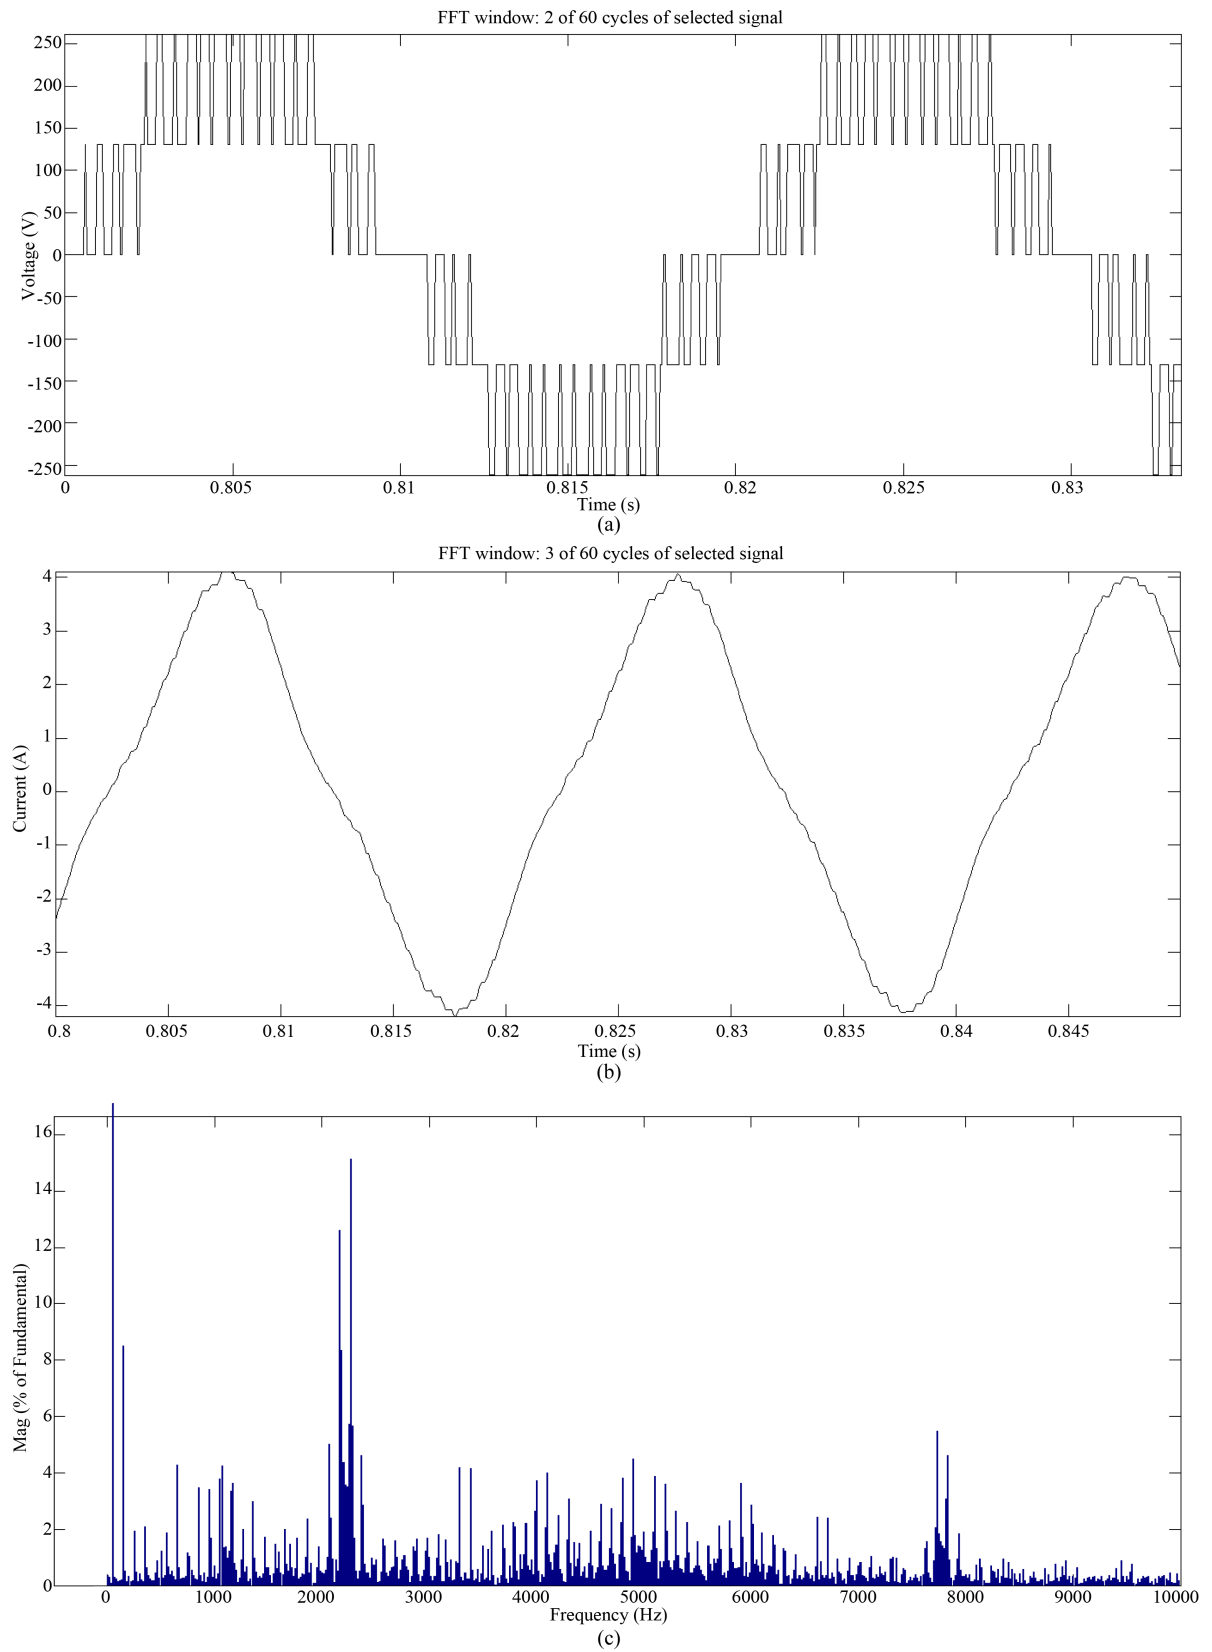 FFT window: 2 of 60 cycles of selected signal
250
200
150
100
50
0
-50
-100
-150
-200
-250
Voltage (V)
0 0.805 0.81 0.815 0.82 0.825 0.83
Time (s)
(a)
FFT window: 3 of 60 cycles of selected signal
4
3
2
1
0
-1
-2
-3
-4
Current (A)
0.8 0.805 0.81 0.815 0.82 0.825 0.83 0.835 0.84 0.845
Time (s)
(b)
16
14
12
10
8
6
4
2
0
Mag (% of Fundamental)
0 1000 2000 3000 4000 5000 6000 7000 8000 9000 10000
Frequency (Hz)
(c)